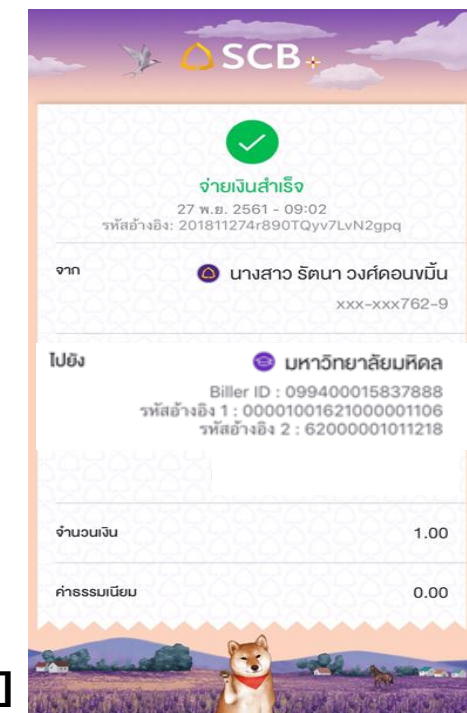 SCB
จ่ายเงินสำเร็จ
27 พ.ย. 2561 - 09:02
รหัสอ้างอิง: 201811274r890TQyv7LvN2gpq
จาก
นางสาว รัตนา วงศ์ดอนขมิ้น
xxx-xxx762-9
ไปยัง
มหาวิทยาลัยมหิดล
Biller ID : 099400015837888
รหัสอ้างอิง 1 : 00001001621000001106
รหัสอ้างอิง 2 : 62000001011218
จำนวนเงิน 1.00
ค่าธรรมเนียม 0.00
]